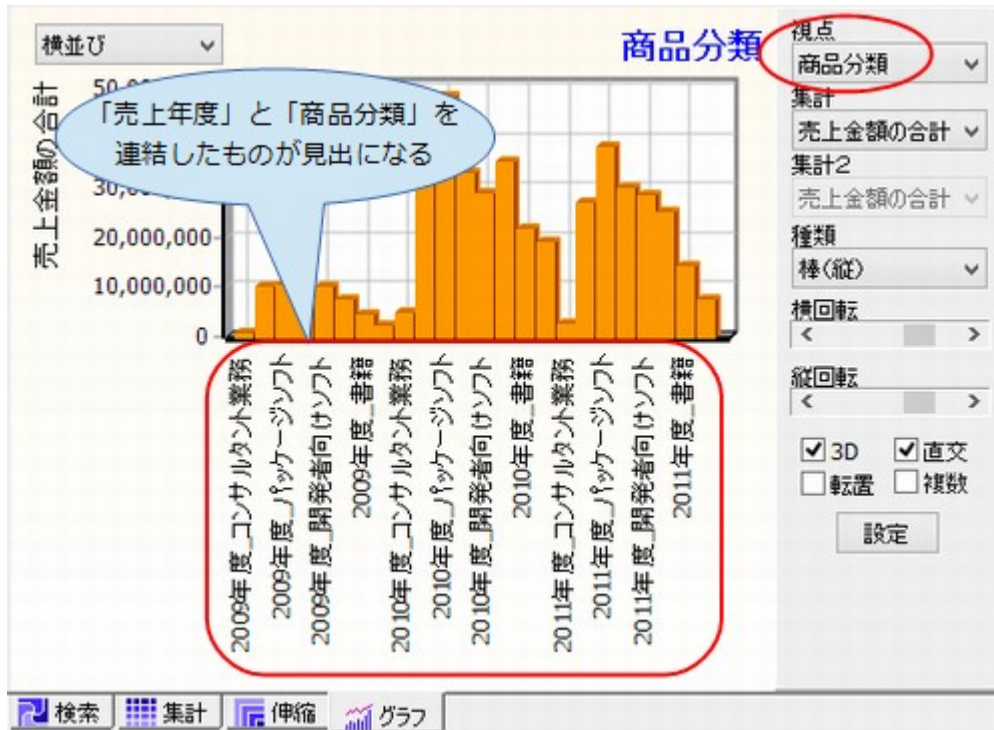 横並び
商品分類
売上金額の合計
「売上年度」と「商品分類」を
連結したものが見出になる
20,000,000
10,000,000
0
2009年度_コンサルタント業務
2009年度_パッケージソフト
2009年度_開発者向けソフト
2009年度_書籍
2010年度_コンサルタント業務
2010年度_パッケージソフト
2010年度_開発者向けソフト
2010年度_書籍
2011年度_コンサルタント業務
2011年度_パッケージソフト
2011年度_開発者向けソフト
2011年度_書籍
視点
商品分類
集計
売上金額の合計
集計2
売上金額の合計
種類
棒(縦)
横回転
縦回転
3D
直交
転置
複数
設定
検索
集計
伸縮
グラフ